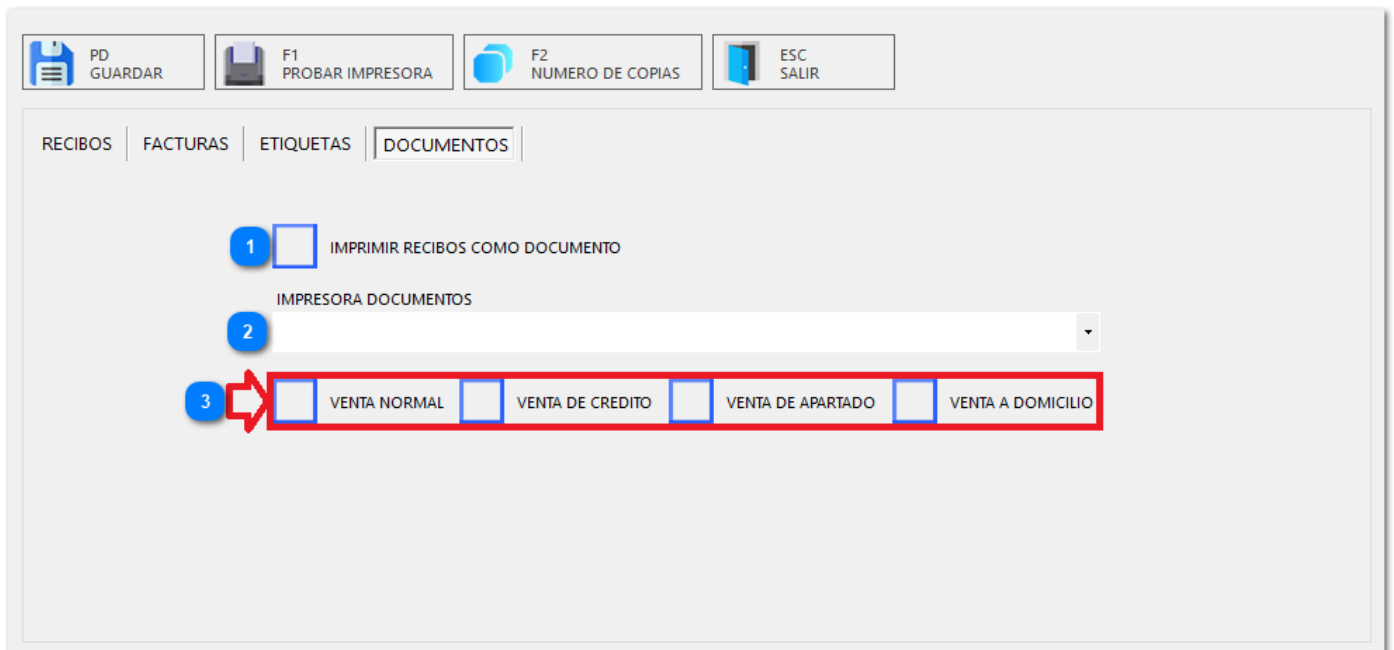 PD
GUARDAR
F1
PROBAR IMPRESORA
F2
NUMERO DE COPIAS
ESC
SALIR
RECIBOS FACTURAS ETIQUETAS DOCUMENTOS
1 IMPRIMIR RECIBOS COMO DOCUMENTO
IMPRESORA DOCUMENTOS
2
3 VENTA NORMAL VENTA DE CREDITO VENTA DE APARTADO VENTA A DOMICILIO